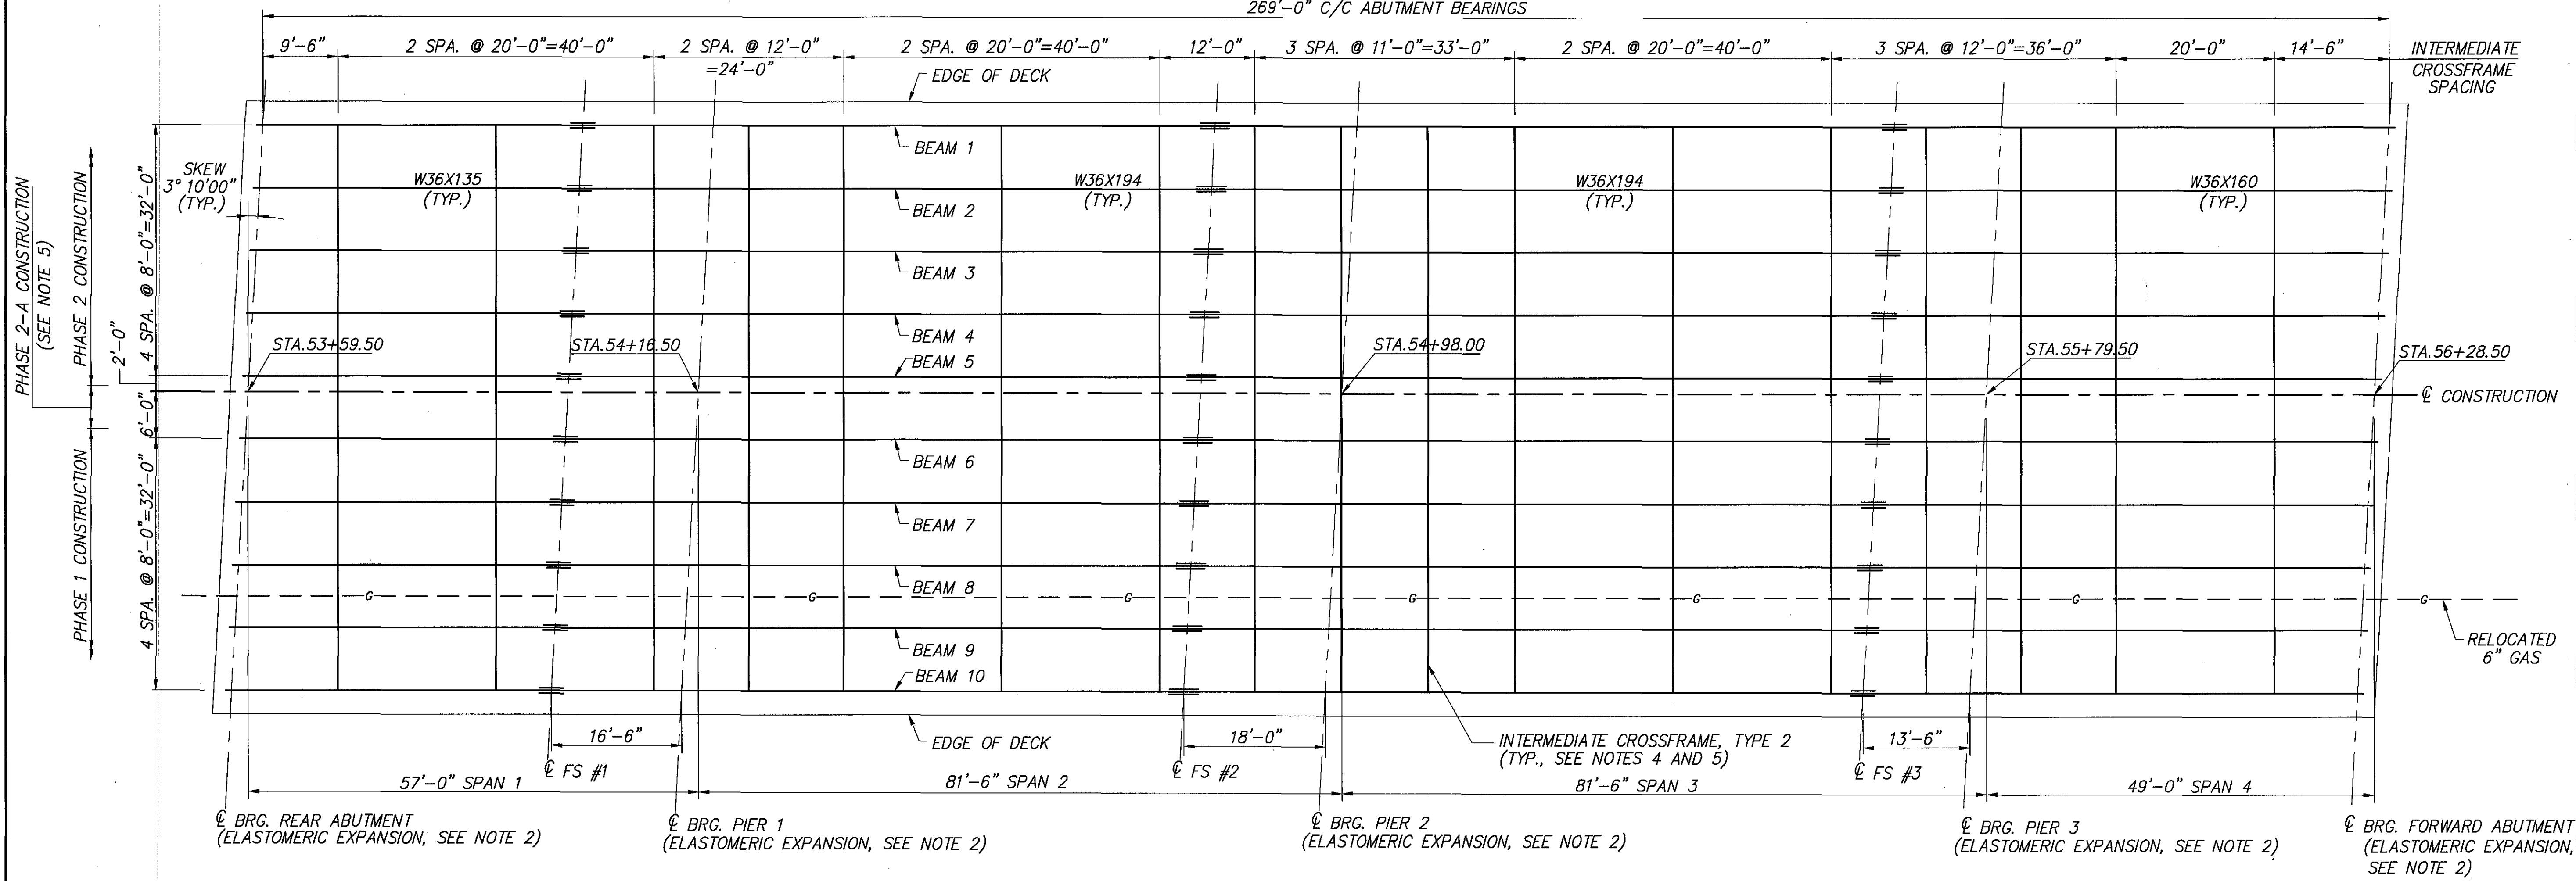 269'-0" C/C ABUTMENT BEARINGS
9'-6"
2 SPA. @ 20'-0"=40'-0"
2 SPA. @ 12'-0"
=24'-0"
2 SPA. @ 20'-0"=40'-0"
12'-0"
3 SPA. @ 11'-0"=33'-0"
2 SPA. @ 20'-0"=40'-0"
3 SPA. @ 12'-0"=36'-0"
20'-0"
14'-6"
INTERMEDIATE
CROSSFRAME
SPACING
EDGE OF DECK
BEAM 1
SKEW
3° 10'00"
(TYP.)
W36X135
(TYP.)
W36X194
(TYP.)
W36X194
(TYP.)
W36X160
(TYP.)
BEAM 2
BEAM 3
BEAM 4
BEAM 5
PHASE 2-A CONSTRUCTION
(SEE NOTE 5)
PHASE 2 CONSTRUCTION
PHASE 1 CONSTRUCTION
4 SPA. @ 8'-0"=32'-0"
2'-0"
6'-0"
4 SPA. @ 8'-0"=32'-0"
STA.53+59.50
STA.54+16.50
STA.54+98.00
STA.55+79.50
STA.56+28.50
℄ CONSTRUCTION
BEAM 6
BEAM 7
BEAM 8
G
G
G
G
G
G
G
RELOCATED
6" GAS
BEAM 9
BEAM 10
EDGE OF DECK
INTERMEDIATE CROSSFRAME, TYPE 2
(TYP., SEE NOTES 4 AND 5)
16'-6"
18'-0"
13'-6"
℄ FS #1
℄ FS #2
℄ FS #3
57'-0" SPAN 1
81'-6" SPAN 2
81'-6" SPAN 3
49'-0" SPAN 4
℄ BRG. REAR ABUTMENT
(ELASTOMERIC EXPANSION, SEE NOTE 2)
℄ BRG. PIER 1
(ELASTOMERIC EXPANSION, SEE NOTE 2)
℄ BRG. PIER 2
(ELASTOMERIC EXPANSION, SEE NOTE 2)
℄ BRG. PIER 3
(ELASTOMERIC EXPANSION, SEE NOTE 2)
℄ BRG. FORWARD ABUTMENT
(ELASTOMERIC EXPANSION,
SEE NOTE 2)